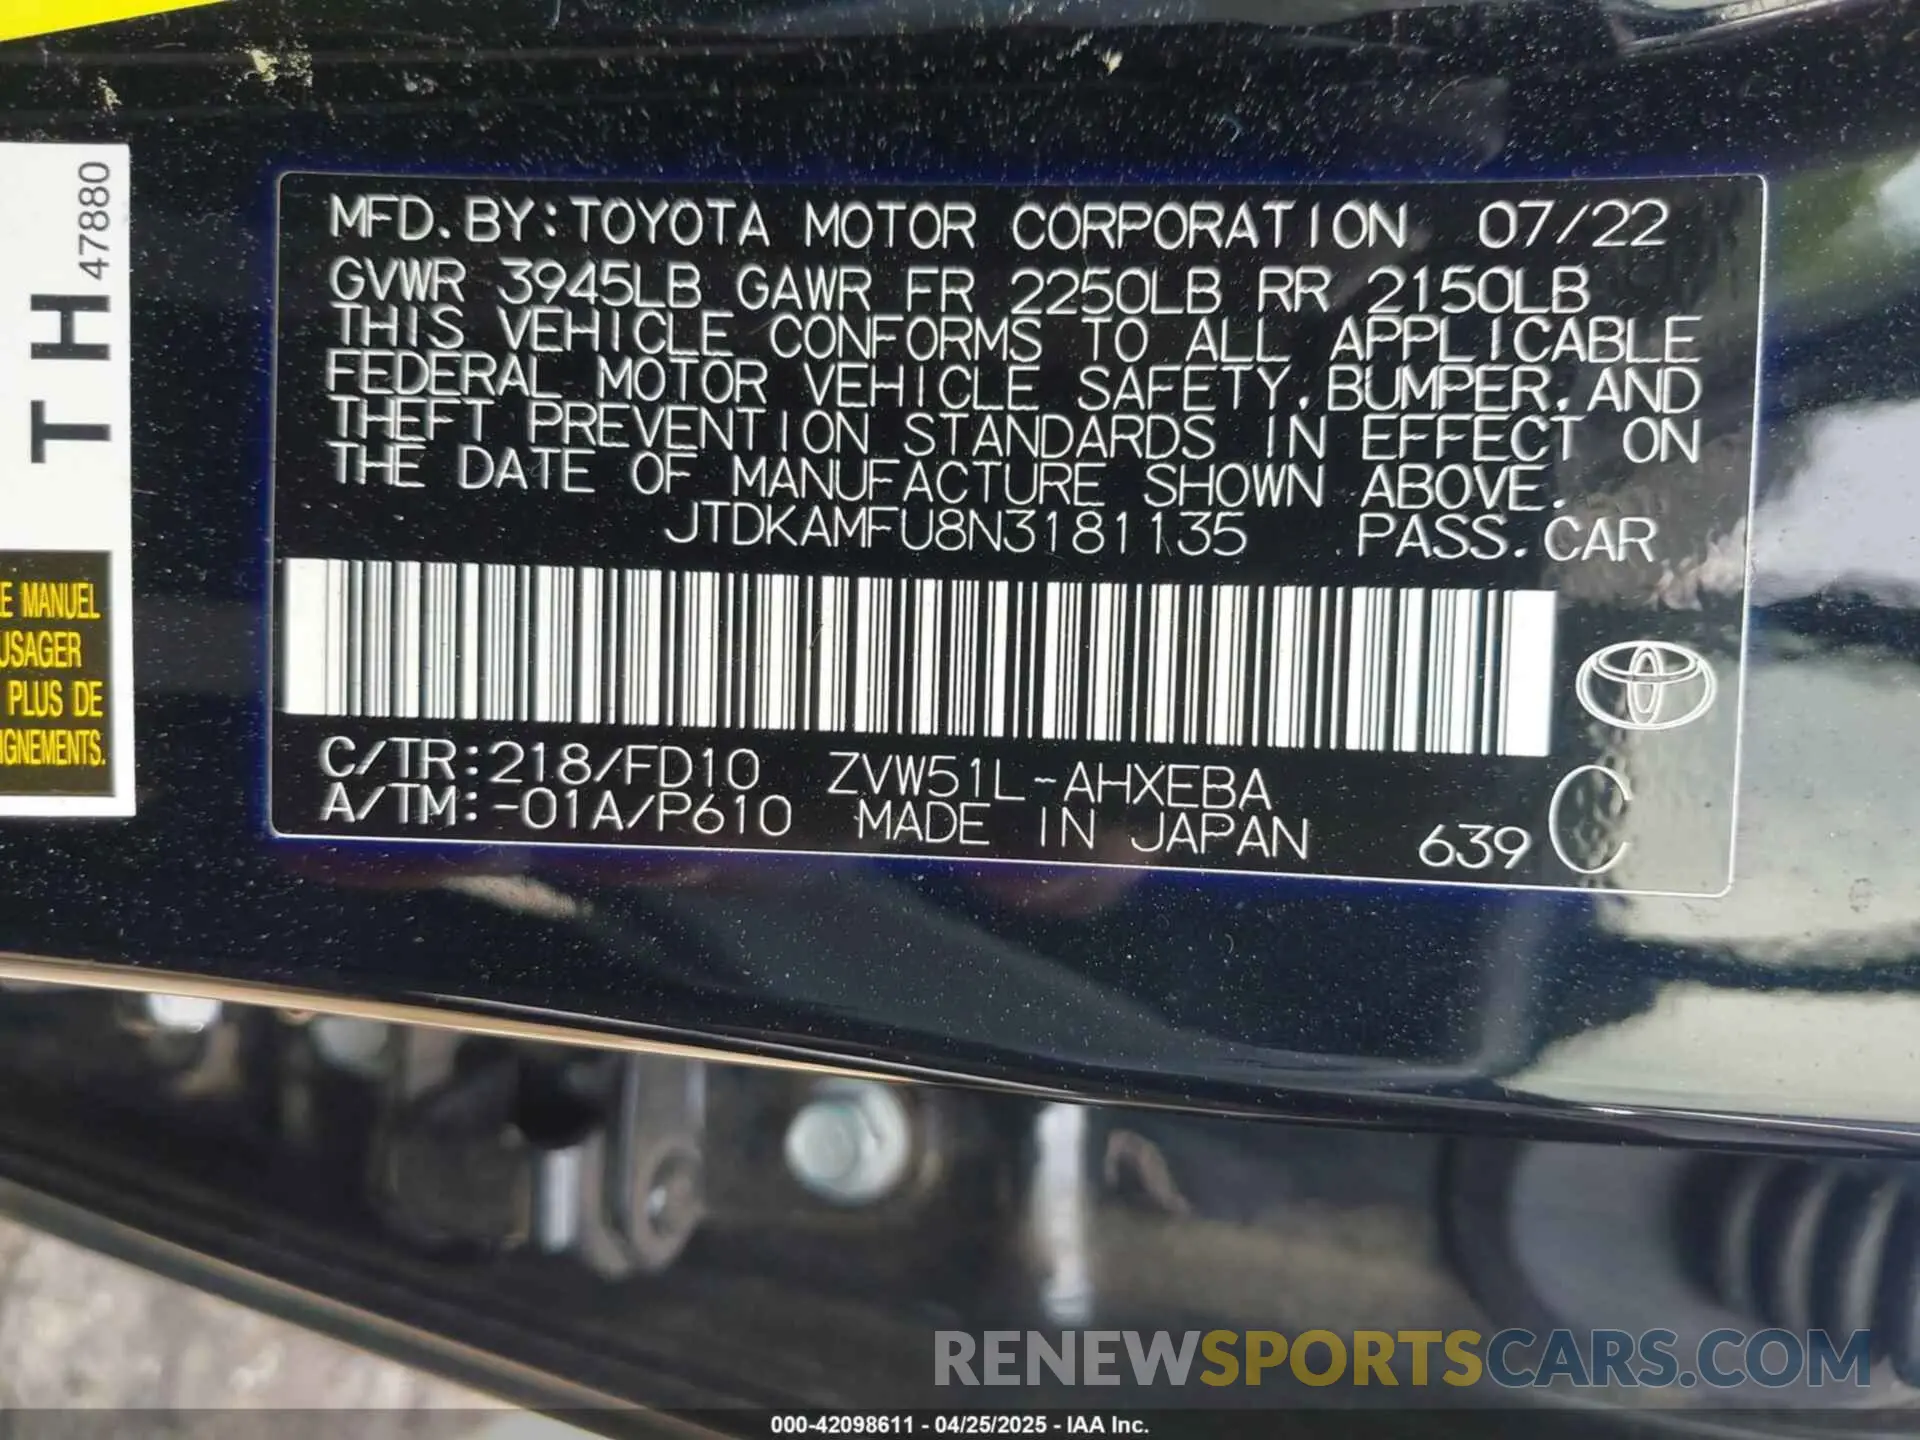 47880
T H
E MANUEL
USAGER
PLUS DE
IGNEMENTS.
MFD. BY: TOYOTA MOTOR CORPORATION 07/22
GVWR 3945LB GAWR FR 2250LB RR 2150LB
THIS VEHICLE CONFORMS TO ALL APPLICABLE
FEDERAL MOTOR VEHICLE SAFETY, BUMPER, AND
THEFT PREVENTION STANDARDS IN EFFECT ON
THE DATE OF MANUFACTURE SHOWN ABOVE.
JTDKAMFU8N3181135 PASS. CAR
C/TR: 218/FD10 ZVW51L-AHXEBA
A/TM: -01A/P610 MADE IN JAPAN 639 C
RENEWSPORTSCARS.COM
000-42098611 - 04/25/2025 - IAA Inc.